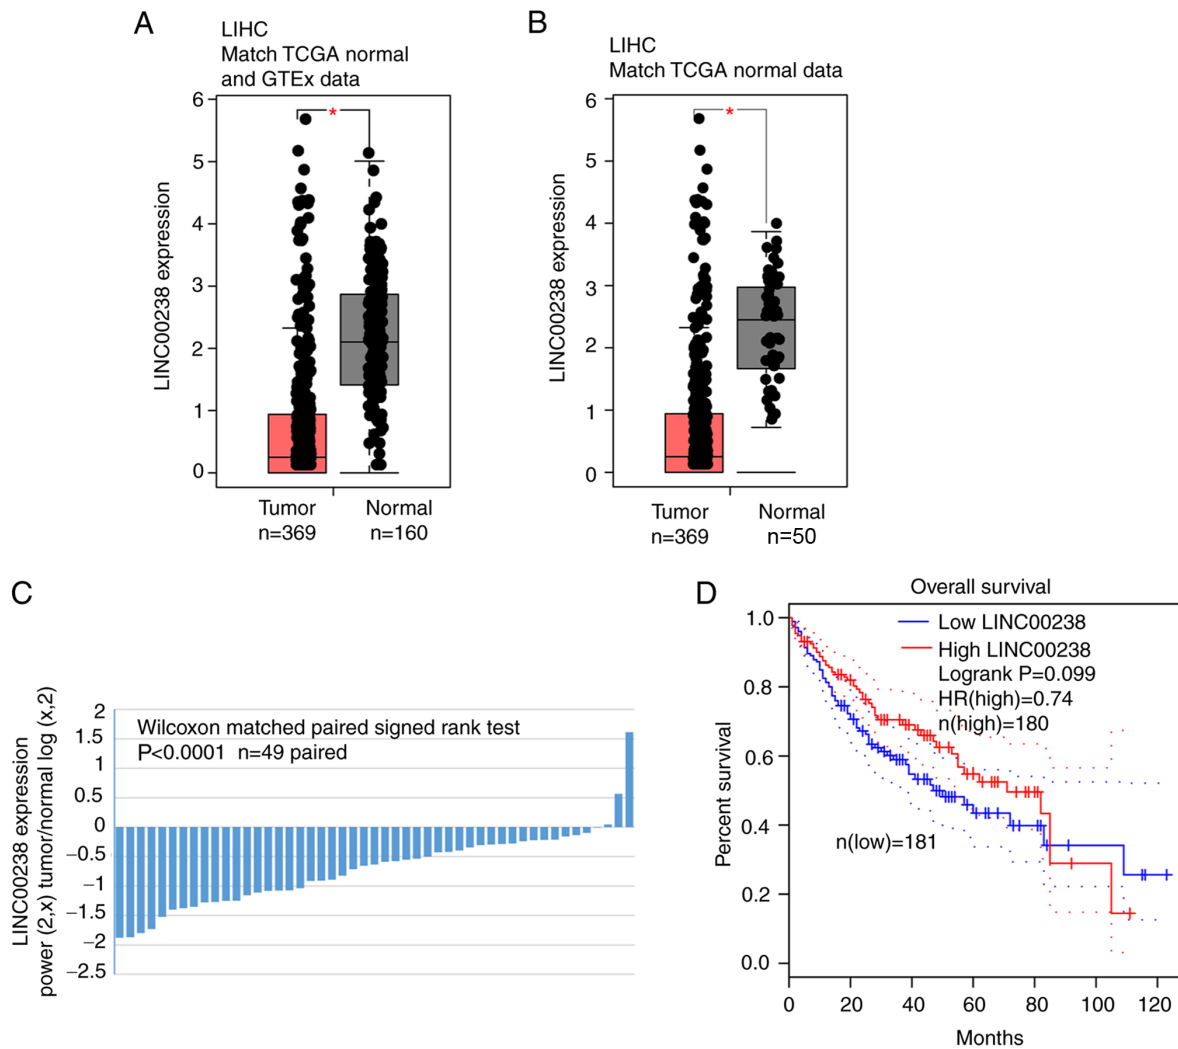 A
LIHC
Match TCGA normal
and GTEx data
6
5
4
3
2
1
0
LINC00238 expression
*
Tumor
n=369
Normal
n=160
B
LIHC
Match TCGA normal data
6
5
4
3
2
1
0
LINC00238 expression
*
Tumor
n=369
Normal
n=50
C
LINC00238 expression
power (2,x) tumor/normal log (x,2)
2
1.5
1
0.5
0
−0.5
−1
−1.5
−2
−2.5
Wilcoxon matched paired signed rank test
P<0.0001 n=49 paired
D
Overall survival
Percent survival
1.0
0.8
0.6
0.4
0.2
0.0
Low LINC00238
High LINC00238
Logrank P=0.099
HR(high)=0.74
n(high)=180
n(low)=181
0 20 40 60 80 100 120
Months